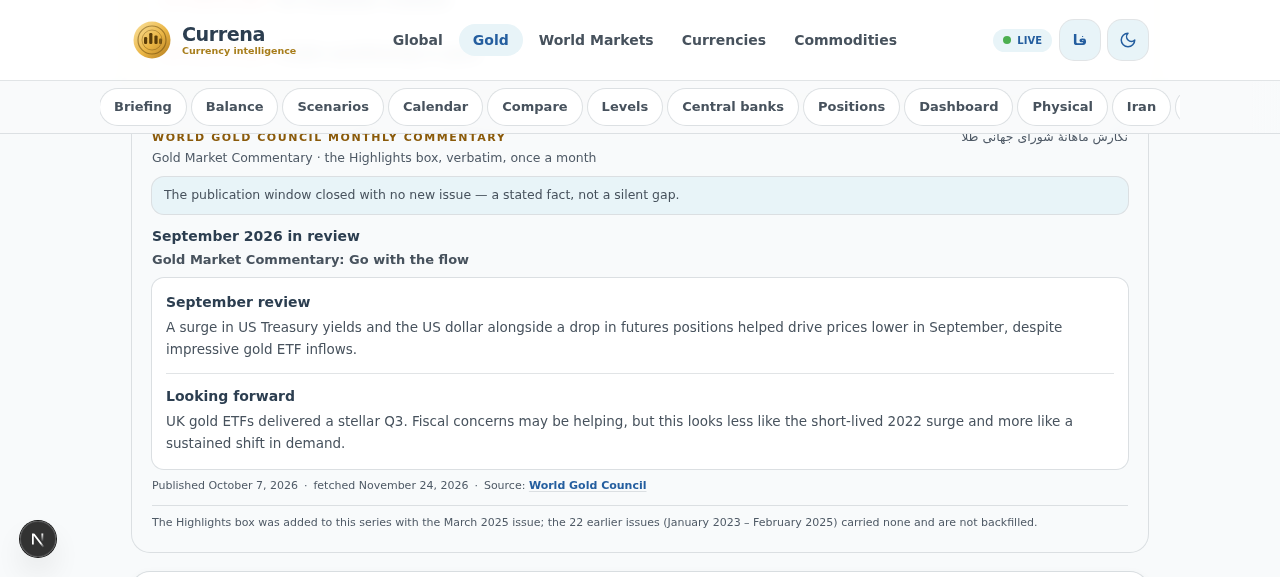 Currena
Currency intelligence
Global
Gold
World Markets
Currencies
Commodities
LIVE
فا
Briefing
Balance
Scenarios
Calendar
Compare
Levels
Central banks
Positions
Dashboard
Physical
Iran
WORLD GOLD COUNCIL MONTHLY COMMENTARY
نگارش ماهانهٔ شورای جهانی طلا
Gold Market Commentary · the Highlights box, verbatim, once a month
The publication window closed with no new issue — a stated fact, not a silent gap.
September 2026 in review
Gold Market Commentary: Go with the flow
September review
A surge in US Treasury yields and the US dollar alongside a drop in futures positions helped drive prices lower in September, despite
impressive gold ETF inflows.
Looking forward
UK gold ETFs delivered a stellar Q3. Fiscal concerns may be helping, but this looks less like the short-lived 2022 surge and more like a
sustained shift in demand.
Published October 7, 2026 · fetched November 24, 2026 · Source: World Gold Council
The Highlights box was added to this series with the March 2025 issue; the 22 earlier issues (January 2023 – February 2025) carried none and are not backfilled.
N